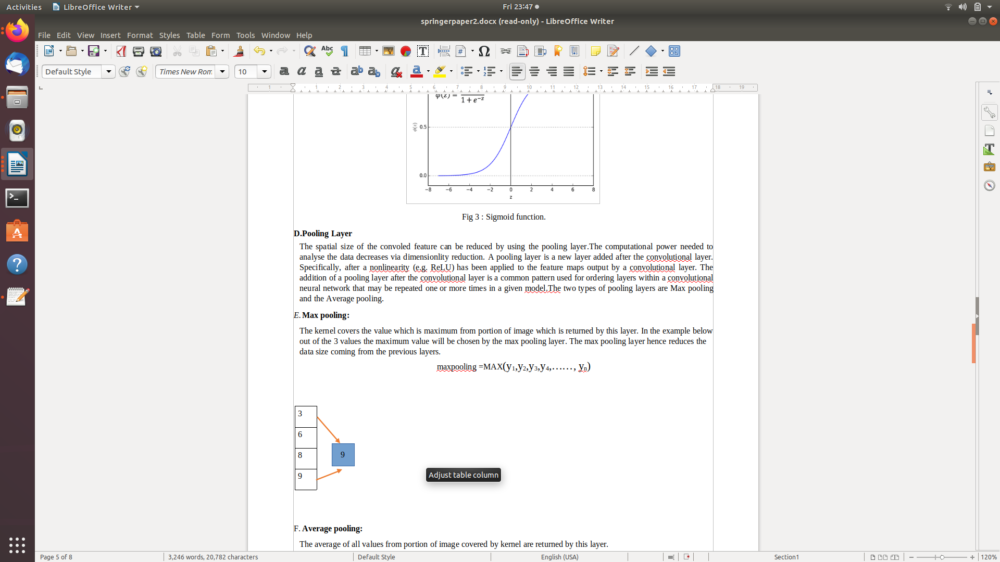 Activities LibreOffice Writer Fri 23:47
springerpaper2.docx (read-only) - LibreOffice Writer
File Edit View Insert Format Styles Table Form Tools Window Help
Default Style Times New Rom 10
1 1 2 3 4 5 6 7 8 9 10 11 12 13 14 15 16 17 18 19
φ(z) = 1 + e^-z
φ(z) 0.5
0.0
-8 -6 -4 -2 0 2 4 6 8
z
Fig 3 : Sigmoid function.
D.Pooling Layer
The spatial size of the convoled feature can be reduced by using the pooling layer.The computational power needed to
analyse the data decreases via dimensionlity reduction. A pooling layer is a new layer added after the convolutional layer.
Specifically, after a nonlinearity (e.g. ReLU) has been applied to the feature maps output by a convolutional layer. The
addition of a pooling layer after the convolutional layer is a common pattern used for ordering layers within a convolutional
neural network that may be repeated one or more times in a given model.The two types of pooling layers are Max pooling
and the Average pooling.
E. Max pooling:
The kernel covers the value which is maximum from portion of image which is returned by this layer. In the example below
out of the 3 values the maximum value will be chosen by the max pooling layer. The max pooling layer hence reduces the
data size coming from the previous layers.
maxpooling =MAX(y1,y2,y3,y4,……, yn)
3
6
8
9
9
Adjust table column
F. Average pooling:
The average of all values from portion of image covered by kernel are returned by this layer.
Page 5 of 8 3,246 words, 20,782 characters Default Style English (USA) Section1 120%